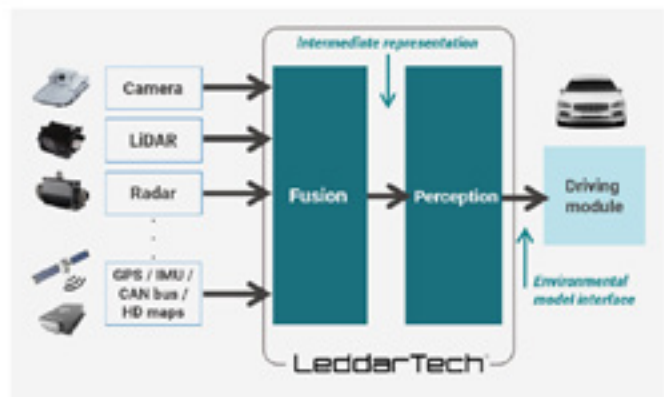 Intermediate representation
Camera
LiDAR
Radar
GPS / IMU /
CAN bus /
HD maps
Fusion
Perception
Driving
module
Environmental
model interface
LeddarTech